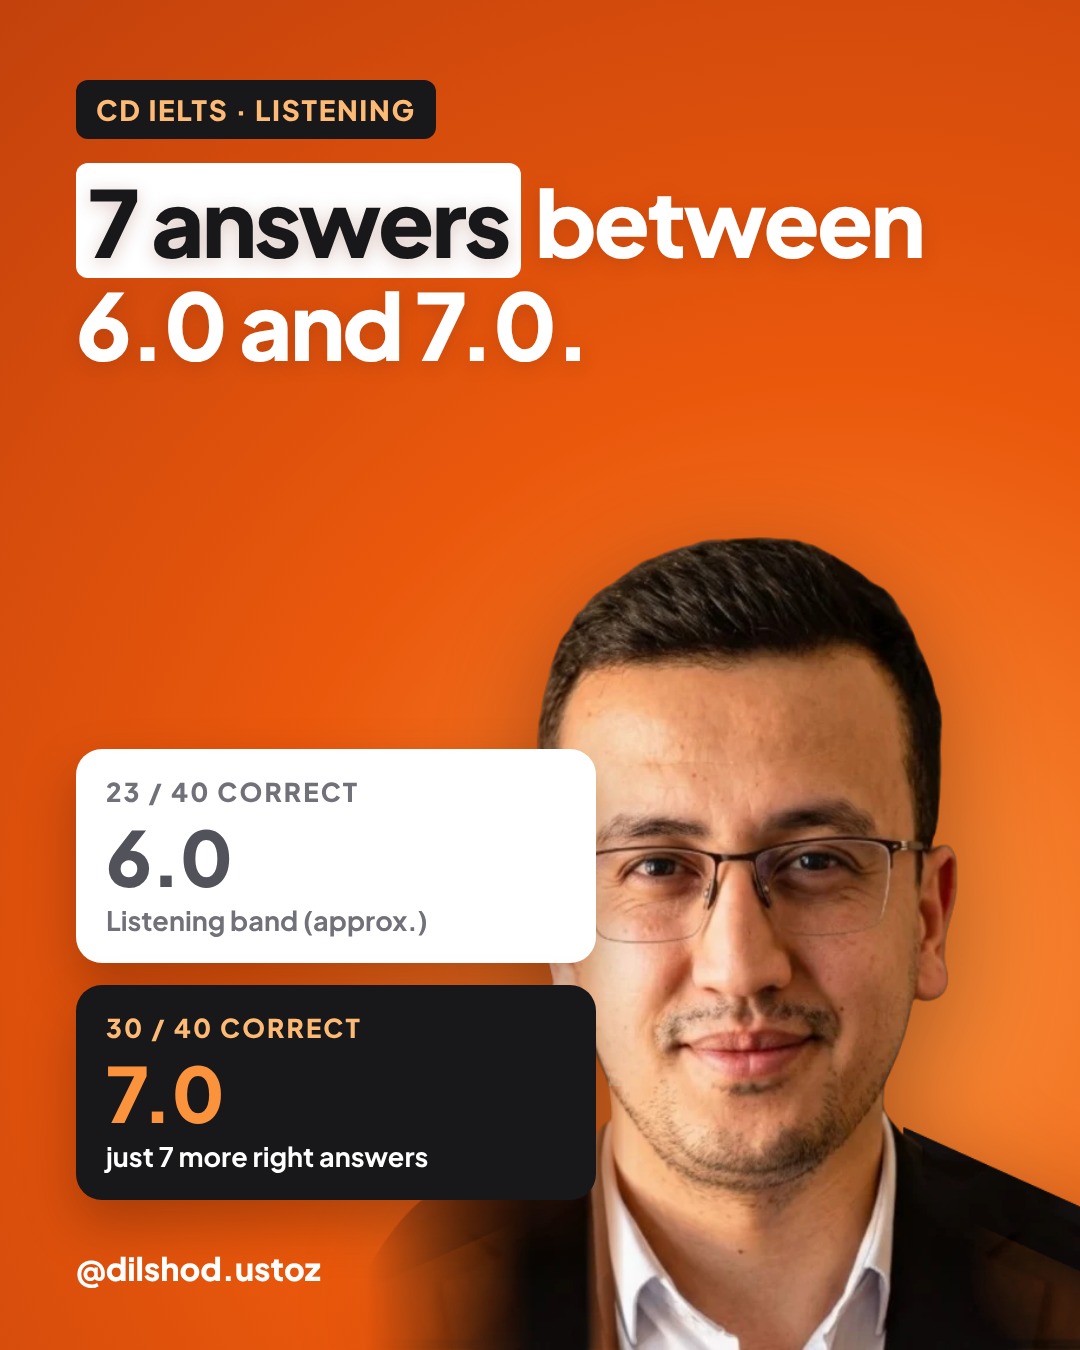 CD IELTS · LISTENING
7 answers between
6.0 and 7.0.
23 / 40 CORRECT
6.0
Listening band (approx.)
30 / 40 CORRECT
7.0
just 7 more right answers
@dilshod.ustoz